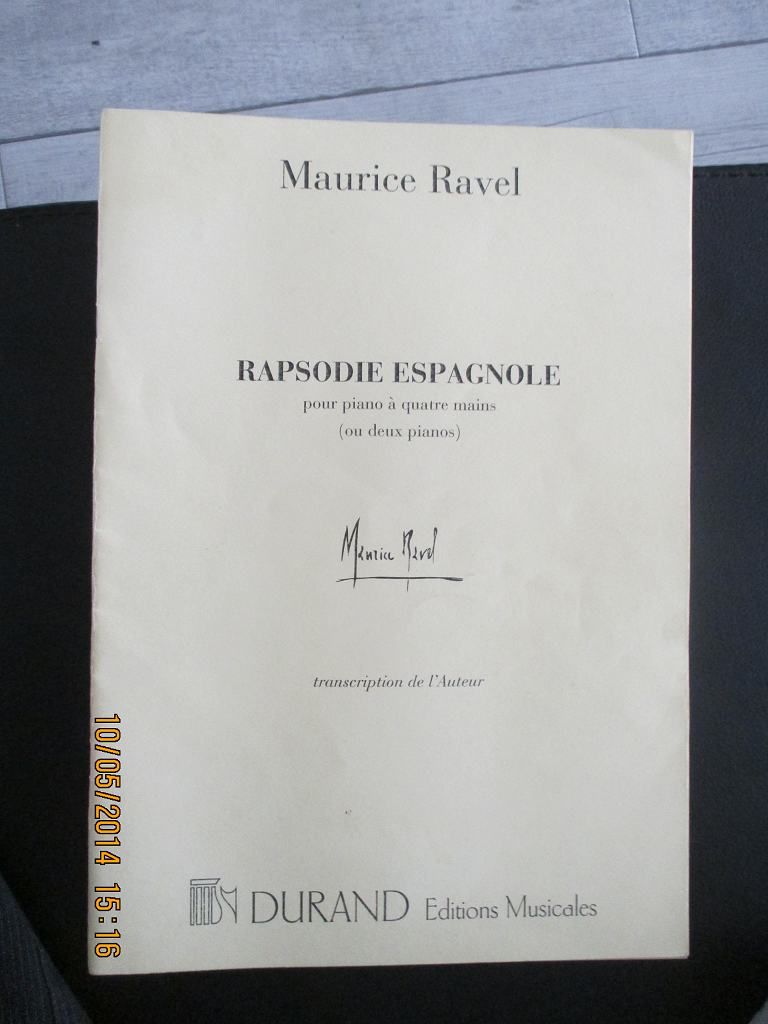 Maurice Ravel
RAPSODIE ESPAGNOLE
pour piano à quatre mains
(ou deux pianos)
Maurice Ravel
transcription de l'Auteur
DURAND Editions Musicales
10/05/2014 15:16